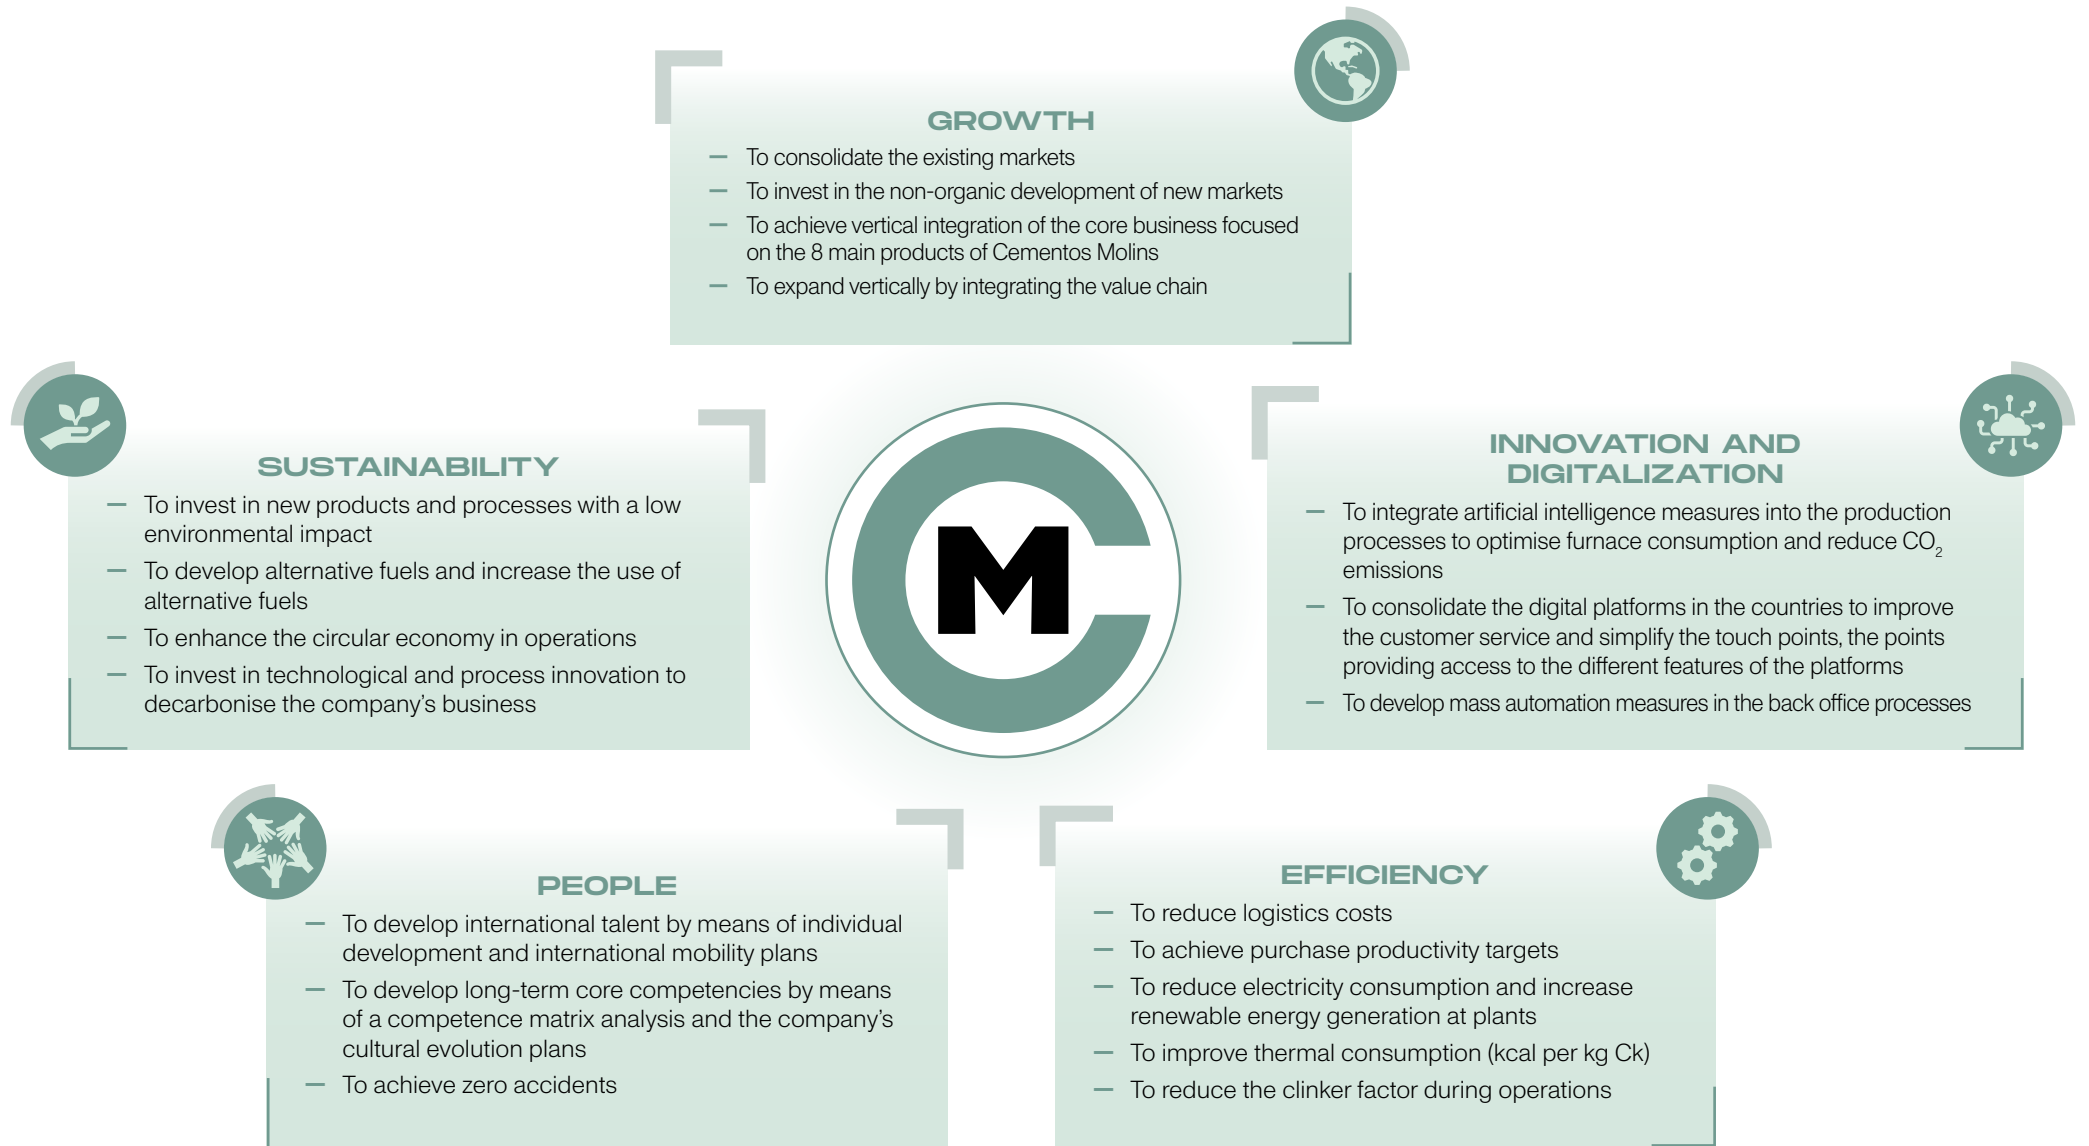 GROWTH
— To consolidate the existing markets
— To invest in the non-organic development of new markets
— To achieve vertical integration of the core business focused
on the 8 main products of Cementos Molins
— To expand vertically by integrating the value chain
SUSTAINABILITY
— To invest in new products and processes with a low
environmental impact
— To develop alternative fuels and increase the use of
alternative fuels
— To enhance the circular economy in operations
— To invest in technological and process innovation to
decarbonise the company’s business
CM
INNOVATION AND
DIGITALIZATION
— To integrate artificial intelligence measures into the production
processes to optimise furnace consumption and reduce CO₂
emissions
— To consolidate the digital platforms in the countries to improve
the customer service and simplify the touch points, the points
providing access to the different features of the platforms
— To develop mass automation measures in the back office processes
PEOPLE
— To develop international talent by means of individual
development and international mobility plans
— To develop long-term core competencies by means
of a competence matrix analysis and the company’s
cultural evolution plans
— To achieve zero accidents
EFFICIENCY
— To reduce logistics costs
— To achieve purchase productivity targets
— To reduce electricity consumption and increase
renewable energy generation at plants
— To improve thermal consumption (kcal per kg Ck)
— To reduce the clinker factor during operations